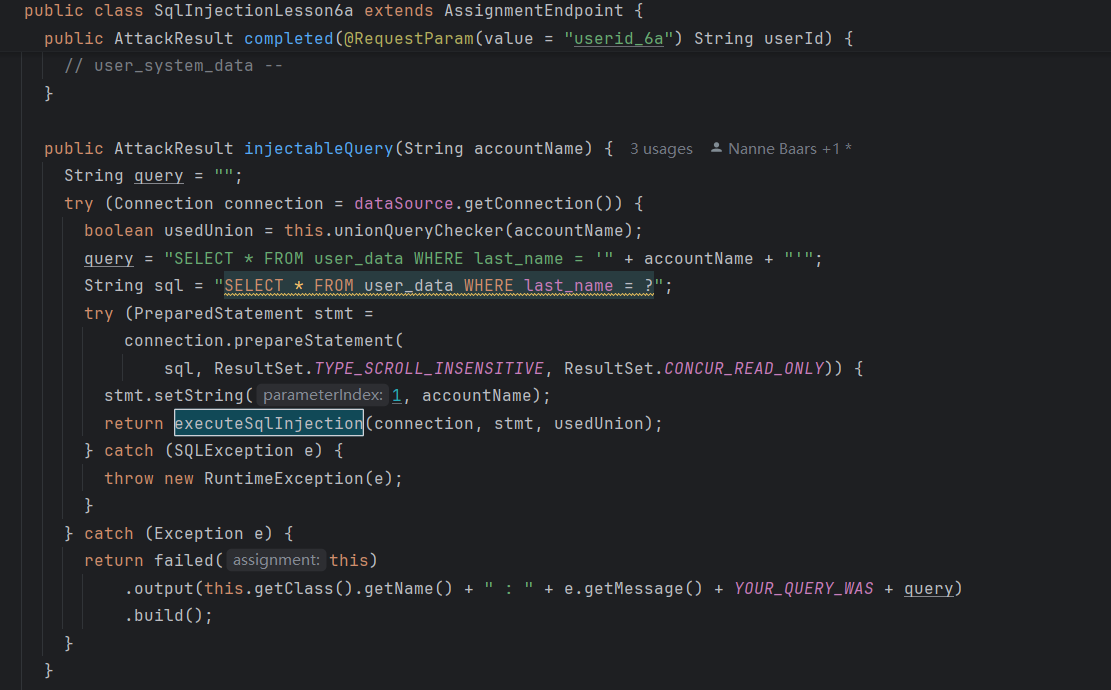 public class SqlInjectionLesson6a extends AssignmentEndpoint {
public AttackResult completed(@RequestParam(value = "userid_6a") String userId) {
// user_system_data --
}
public AttackResult injectableQuery(String accountName) { 3 usages Nanne Baars +1 *
String query = "";
try (Connection connection = dataSource.getConnection()) {
boolean usedUnion = this.unionQueryChecker(accountName);
query = "SELECT * FROM user_data WHERE last_name = '" + accountName + "'";
String sql = "SELECT * FROM user_data WHERE last_name = ?";
try (PreparedStatement stmt =
connection.prepareStatement(
sql, ResultSet.TYPE_SCROLL_INSENSITIVE, ResultSet.CONCUR_READ_ONLY)) {
stmt.setString( parameterIndex: 1, accountName);
return executeSqlInjection(connection, stmt, usedUnion);
} catch (SQLException e) {
throw new RuntimeException(e);
}
} catch (Exception e) {
return failed( assignment: this)
.output(this.getClass().getName() + " : " + e.getMessage() + YOUR_QUERY_WAS + query)
.build();
}
}